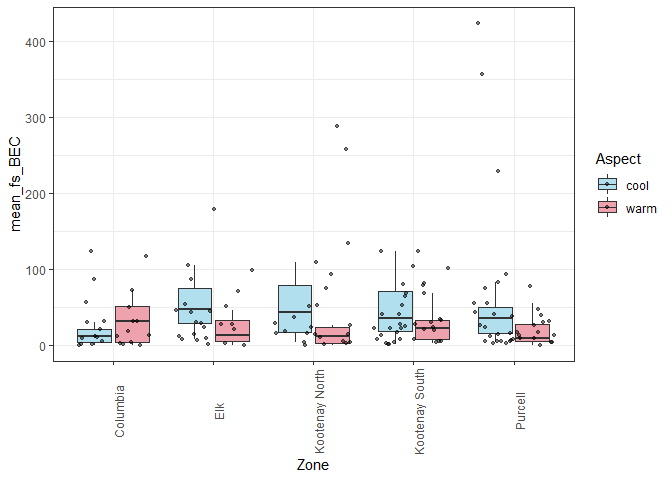 mean_fs_BEC
400
300
200
100
0
Columbia
Elk
Kootenay North
Kootenay South
Purcell
Zone
Aspect
cool
warm